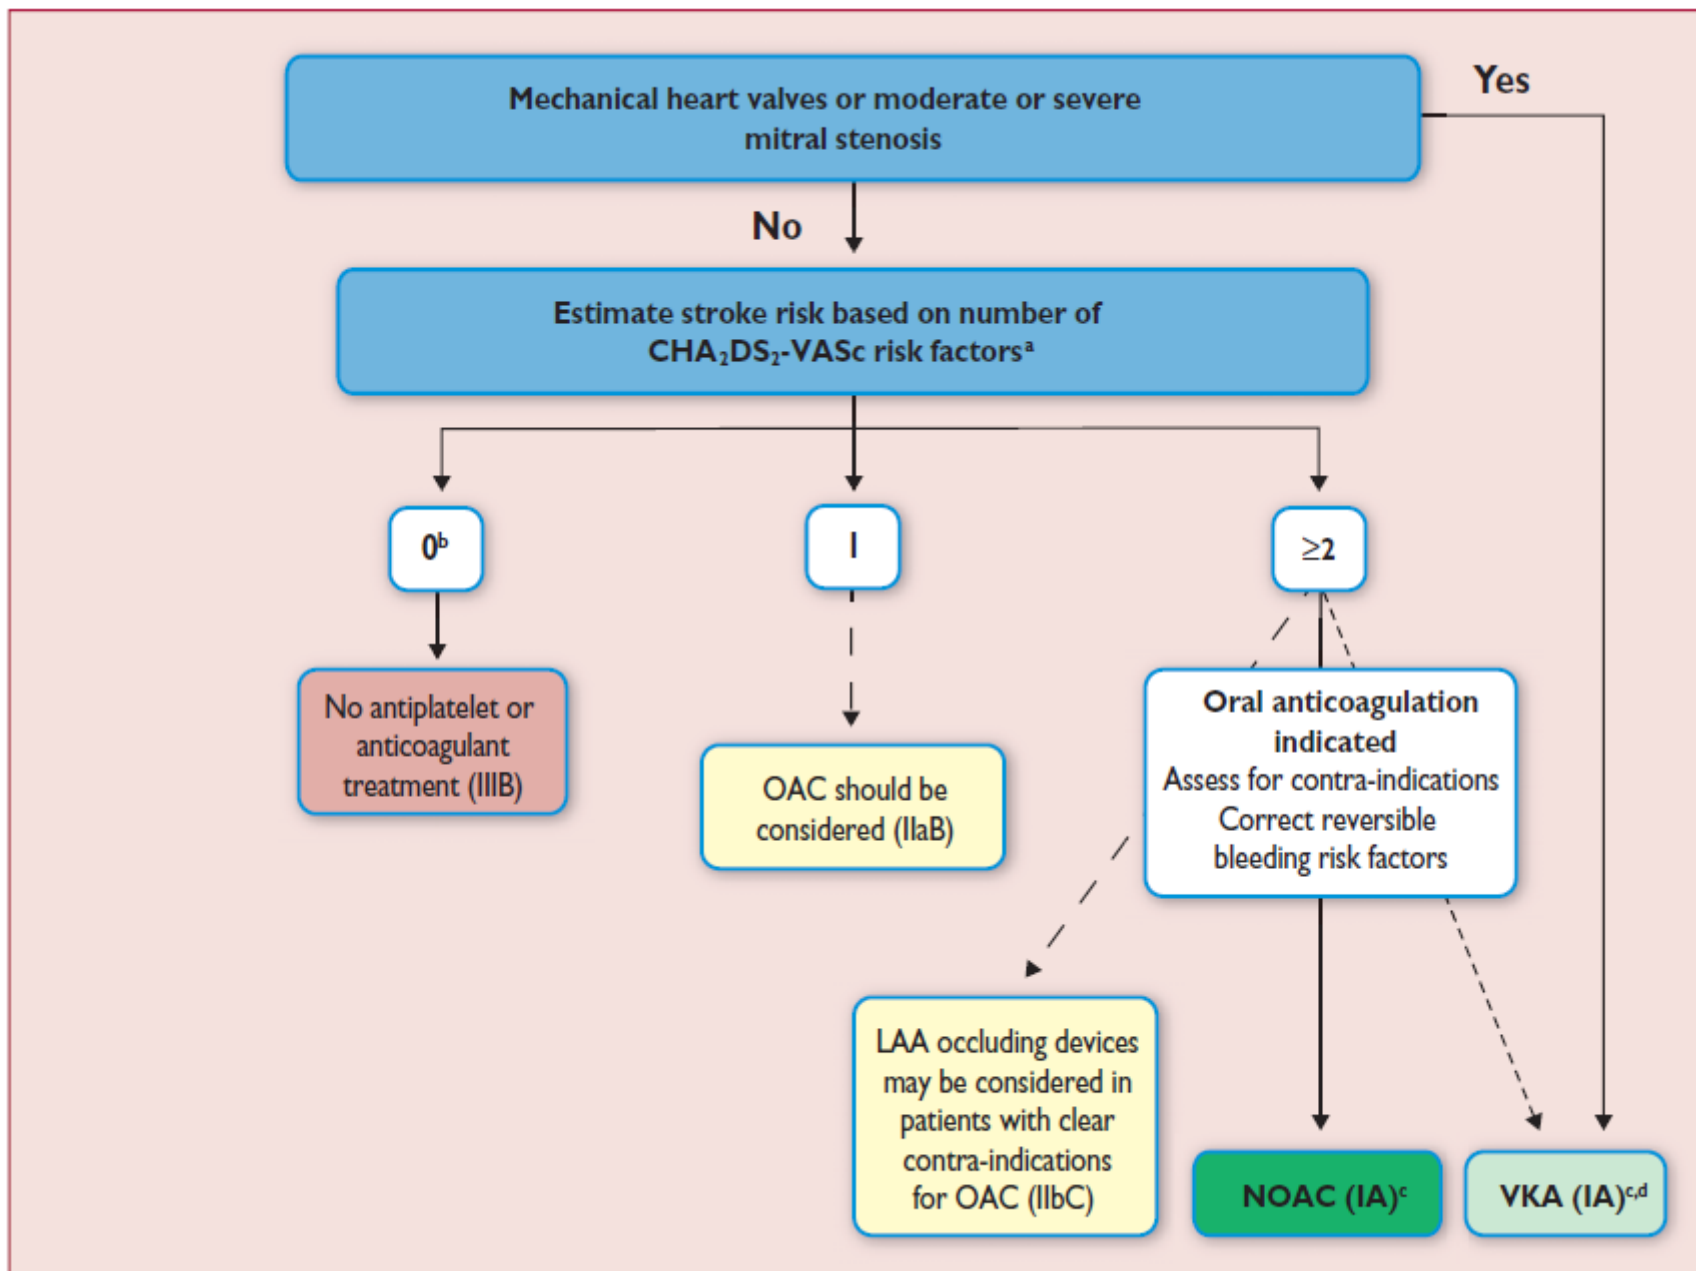 Mechanical heart valves or moderate or severe
mitral stenosis
Yes
No
Estimate stroke risk based on number of
CHA₂DS₂-VASc risk factorsᵃ
0ᵇ
1
≥2
No antiplatelet or
anticoagulant
treatment (IIIB)
OAC should be
considered (IIaB)
Oral anticoagulation
indicated
Assess for contra-indications
Correct reversible
bleeding risk factors
LAA occluding devices
may be considered in
patients with clear
contra-indications
for OAC (IIbC)
NOAC (IA)ᶜ
VKA (IA)ᶜ,ᵈ